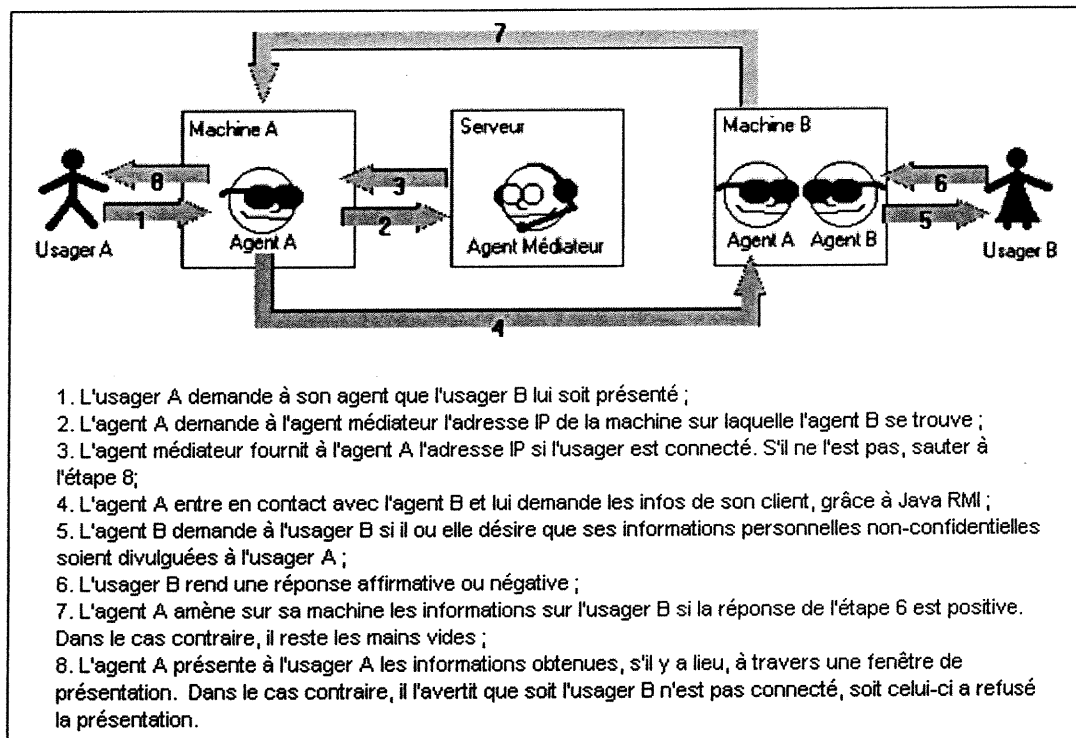 7
Machine A
Serveur
Machine B
8
3
6
1
2
5
Usager A
Agent A
Agent Médiateur
Agent A
Agent B
Usager B
4
1. L'usager A demande à son agent que l'usager B lui soit présenté ;
2. L'agent A demande à l'agent médiateur l'adresse IP de la machine sur laquelle l'agent B se trouve ;
3. L'agent médiateur fournit à l'agent A l'adresse IP si l'usager est connecté. S'il ne l'est pas, sauter à
l'étape 8;
4. L'agent A entre en contact avec l'agent B et lui demande les infos de son client, grâce à Java RMI ;
5. L'agent B demande à l'usager B si il ou elle désire que ses informations personnelles non-confidentielles
soient divulguées à l'usager A ;
6. L'usager B rend une réponse affirmative ou négative ;
7. L'agent A amène sur sa machine les informations sur l'usager B si la réponse de l'étape 6 est positive.
Dans le cas contraire, il reste les mains vides ;
8. L'agent A présente à l'usager A les informations obtenues, s'il y a lieu, à travers une fenêtre de
présentation. Dans le cas contraire, il l'avertit que soit l'usager B n'est pas connecté, soit celui-ci a refusé
la présentation.